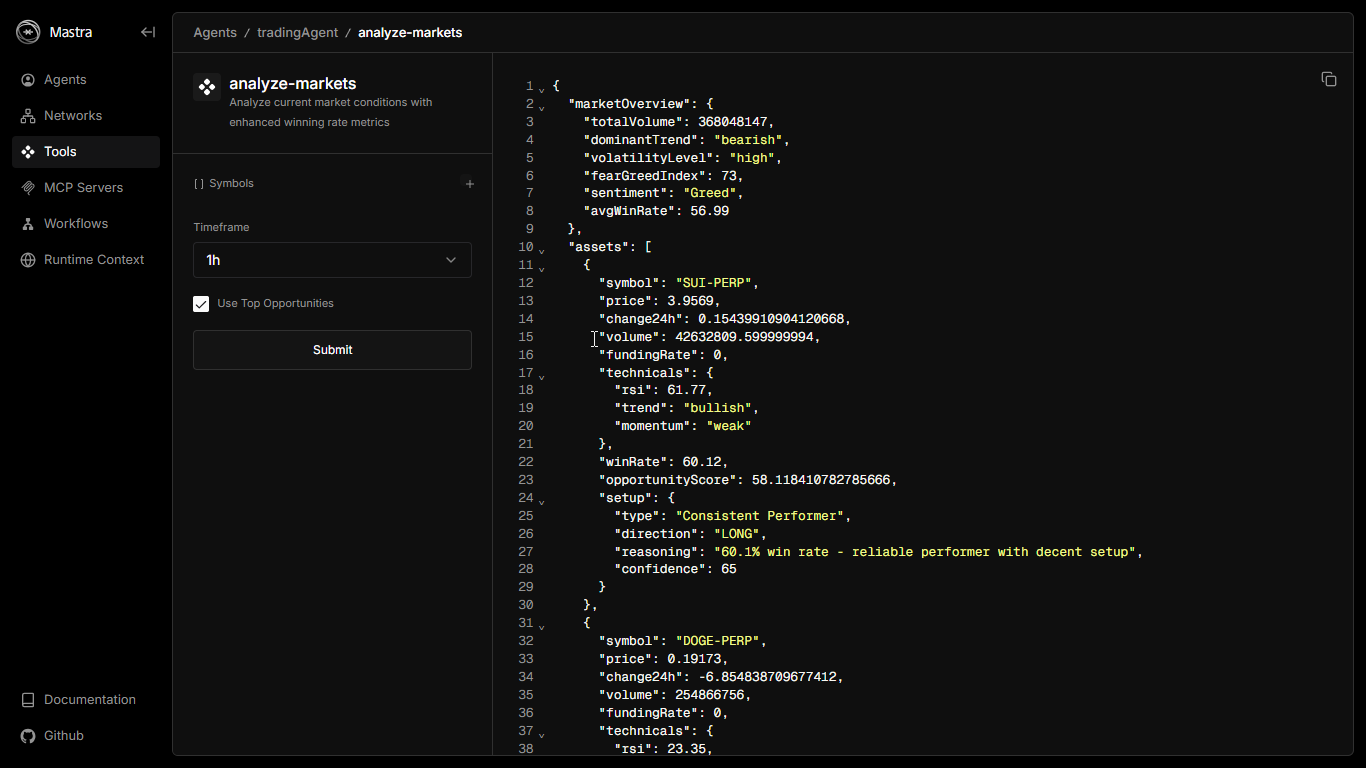 Mastra
Agents
Networks
Tools
MCP Servers
Workflows
Runtime Context
Documentation
Github
Agents / tradingAgent / analyze-markets
analyze-markets
Analyze current market conditions with
enhanced winning rate metrics
[ ] Symbols
Timeframe
1h
Use Top Opportunities
Submit
1 {
2 "marketOverview": {
3 "totalVolume": 368048147,
4 "dominantTrend": "bearish",
5 "volatilityLevel": "high",
6 "fearGreedIndex": 73,
7 "sentiment": "Greed",
8 "avgWinRate": 56.99
9 },
10 "assets": [
11 {
12 "symbol": "SUI-PERP",
13 "price": 3.9569,
14 "change24h": 0.15439910904120668,
15 "volume": 42632809.599999994,
16 "fundingRate": 0,
17 "technicals": {
18 "rsi": 61.77,
19 "trend": "bullish",
20 "momentum": "weak"
21 },
22 "winRate": 60.12,
23 "opportunityScore": 58.118410782785666,
24 "setup": {
25 "type": "Consistent Performer",
26 "direction": "LONG",
27 "reasoning": "60.1% win rate - reliable performer with decent setup",
28 "confidence": 65
29 }
30 },
31 {
32 "symbol": "DOGE-PERP",
33 "price": 0.19173,
34 "change24h": -6.854838709677412,
35 "volume": 254866756,
36 "fundingRate": 0,
37 "technicals": {
38 "rsi": 23.35,